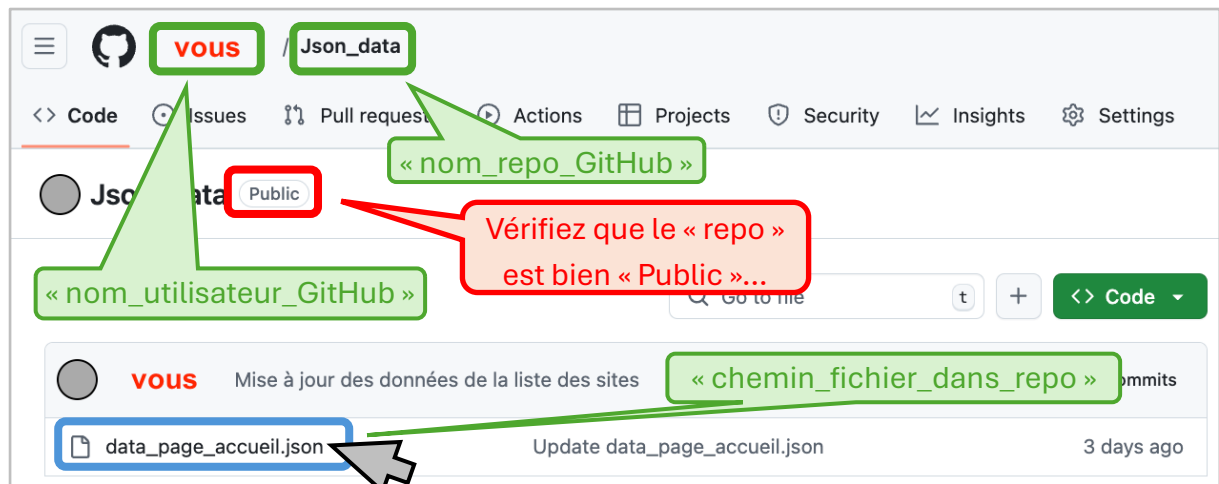 vous / Json_data
Code Issues Pull request Actions Projects Security Insights Settings
« nom_repo_GitHub »
Public
Vérifiez que le « repo »
est bien « Public »...
« nom_utilisateur_GitHub »
Go to file t + Code
vous Mise à jour des données de la liste des sites
« chemin_fichier_dans_repo »
data_page_accueil.json Update data_page_accueil.json 3 days ago